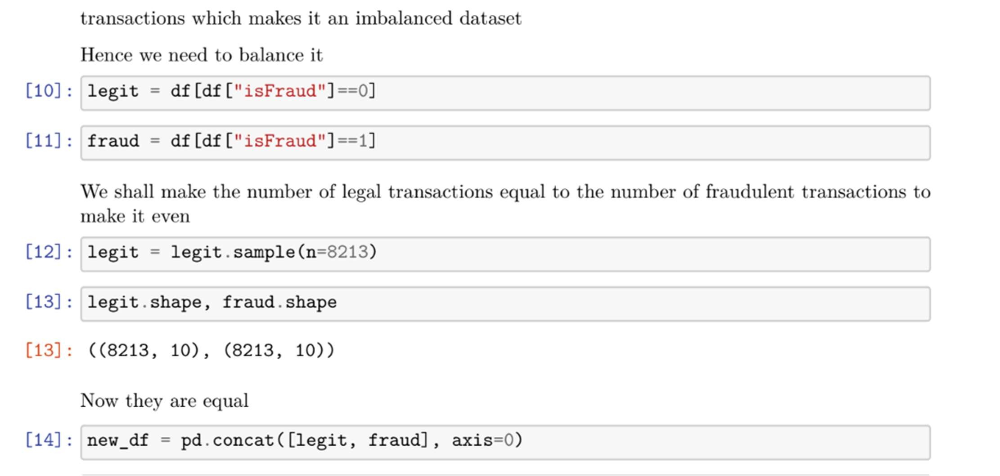 transactions which makes it an imbalanced dataset
Hence we need to balance it
[10]: legit = df[df["isFraud"]==0]
[11]: fraud = df[df["isFraud"]==1]
We shall make the number of legal transactions equal to the number of fraudulent transactions to
make it even
[12]: legit = legit.sample(n=8213)
[13]: legit.shape, fraud.shape
[13]: ((8213, 10), (8213, 10))
Now they are equal
[14]: new_df = pd.concat([legit, fraud], axis=0)